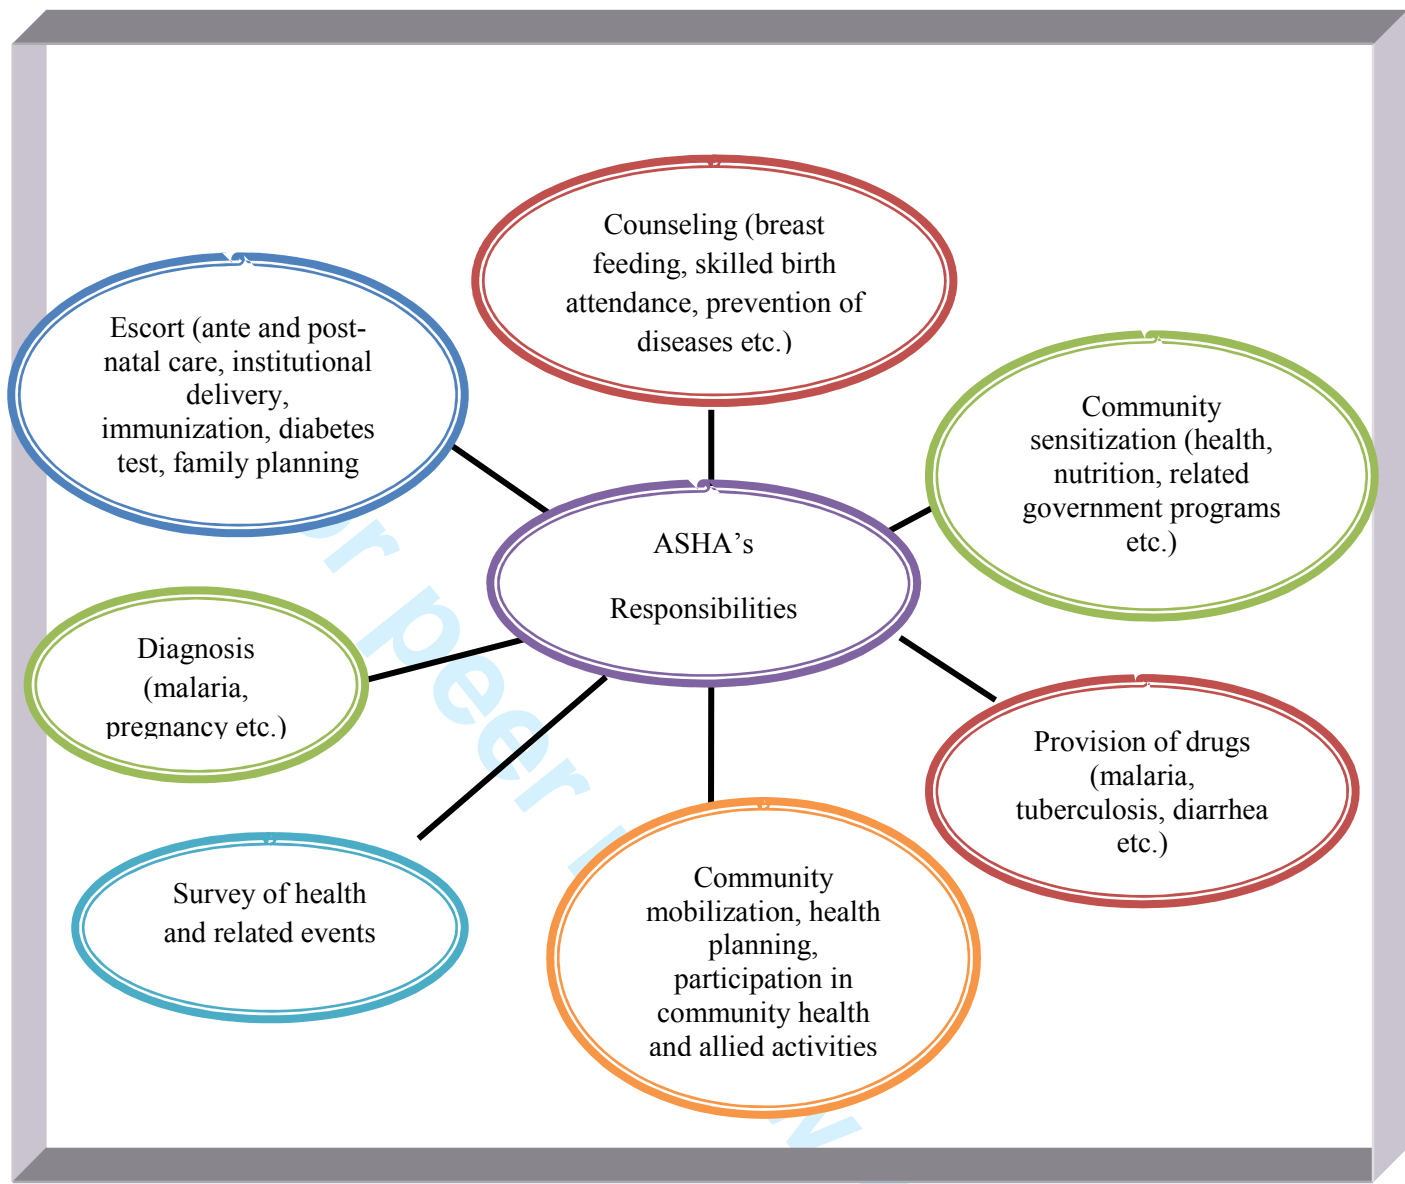 Counseling (breast
feeding, skilled birth
attendance, prevention of
diseases etc.)
Escort (ante and post-
natal care, institutional
delivery,
immunization, diabetes
test, family planning
Community
sensitization (health,
nutrition, related
government programs
etc.)
ASHA's
Responsibilities
Diagnosis
(malaria,
pregnancy etc.)
Provision of drugs
(malaria,
tuberculosis, diarrhea
etc.)
Survey of health
and related events
Community
mobilization, health
planning,
participation in
community health
and allied activities
peer